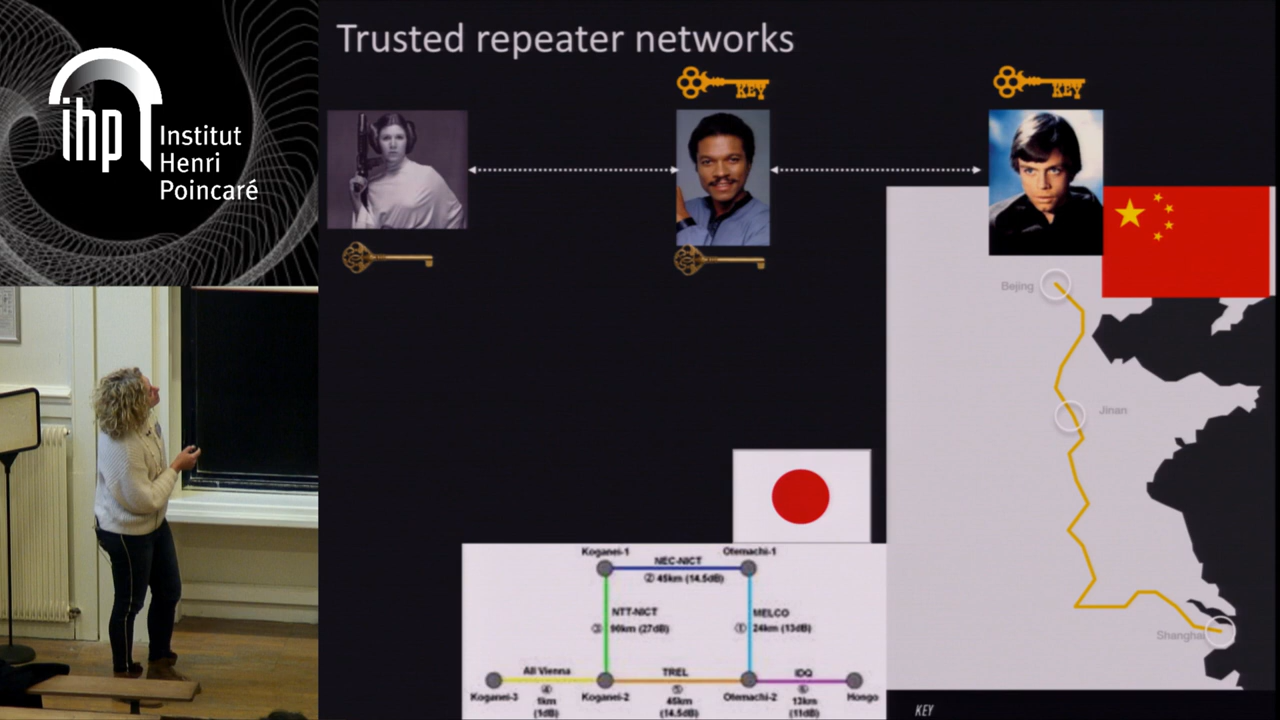 ihp
Institut
Henri
Poincaré
Trusted repeater networks
KEY
KEY
Bejing
Jinan
Shanghai
Koganei-1
Otemachi-1
NEC-NICT
② 45km (14.5dB)
NTT-NICT
③ 90km (27dB)
MELCO
① 24km (13dB)
All Vienna
TREL
IDQ
Koganei-3
④
Koganei-2
⑤
Otemachi-2
⑥
Hongo
1km
(1dB)
45km
(14.5dB)
13km
(11dB)
KEY